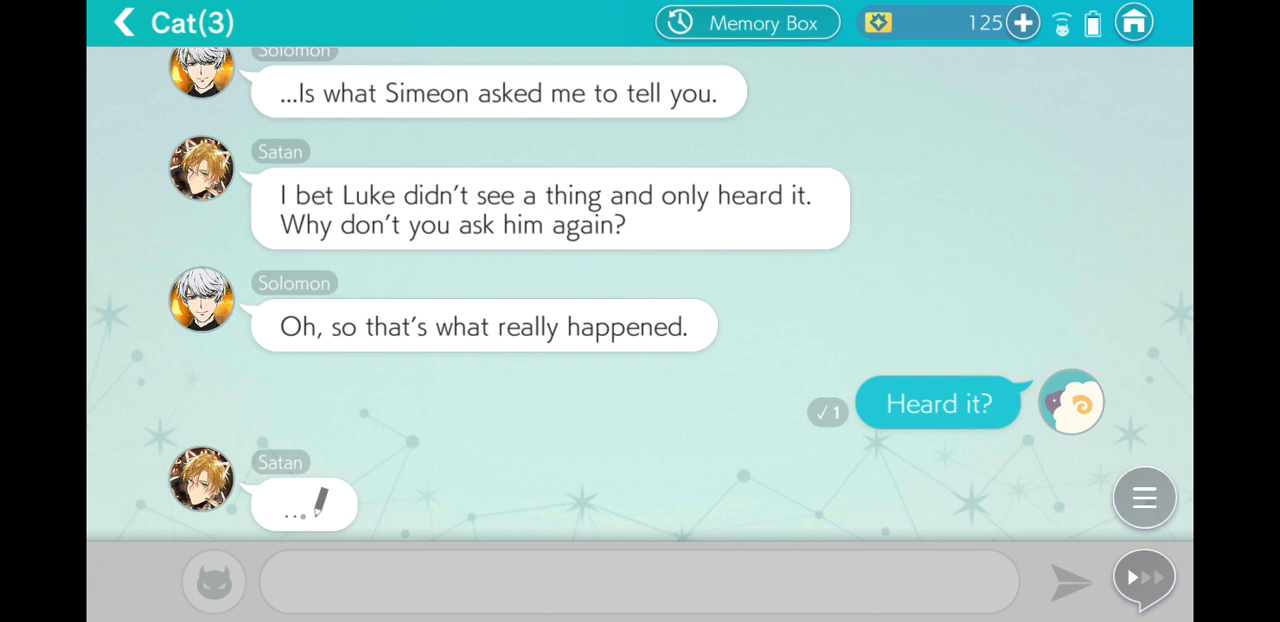 Cat(3)
Memory Box
125
Solomon
...Is what Simeon asked me to tell you.
Satan
I bet Luke didn't see a thing and only heard it.
Why don't you ask him again?
Solomon
Oh, so that's what really happened.
✓1
Heard it?
Satan
...